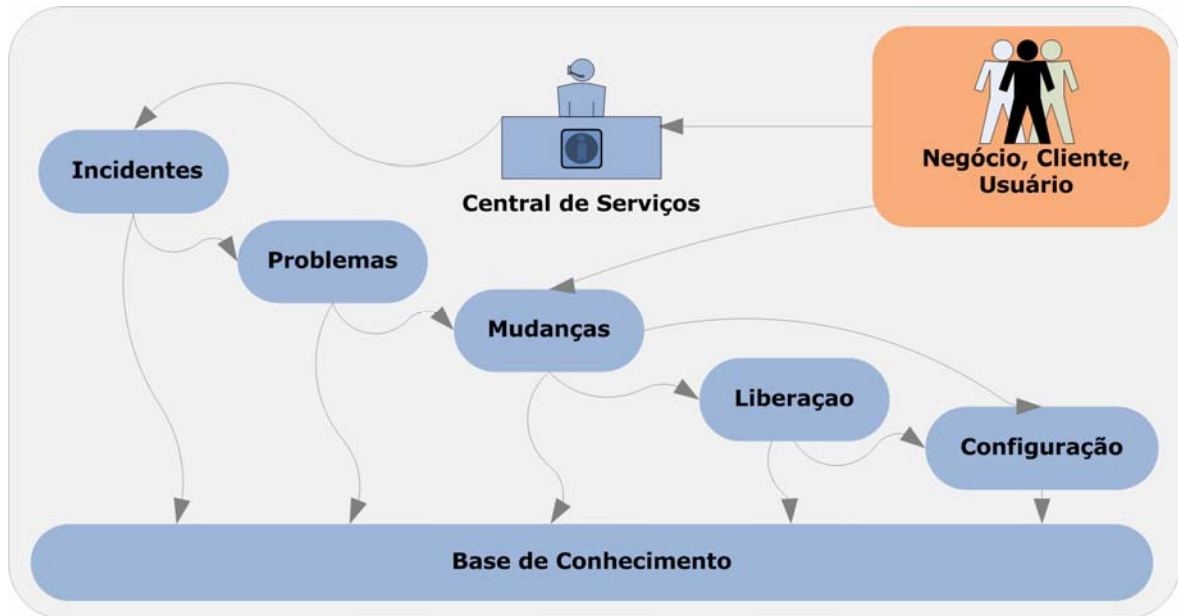 Negócio, Cliente,
Usuário
Central de Serviços
Incidentes
Problemas
Mudanças
Liberaçao
Configuração
Base de Conhecimento